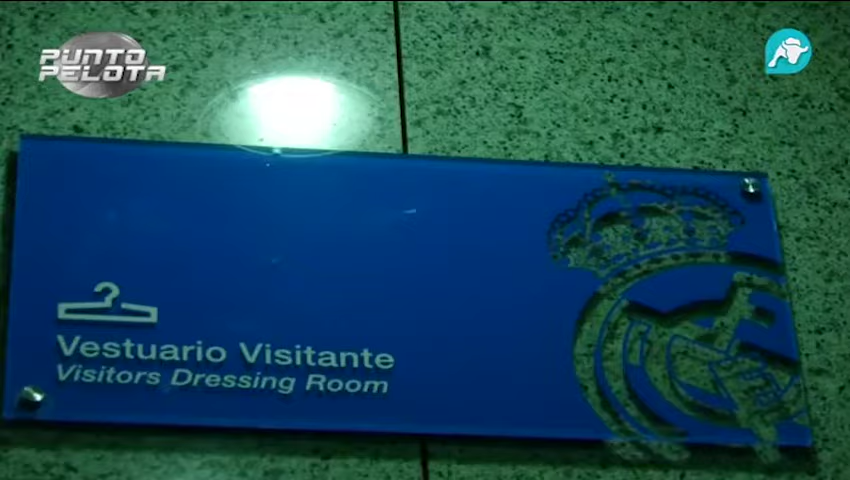 PUNTO
PELOTA
Vestuario Visitante
Visitors Dressing Room